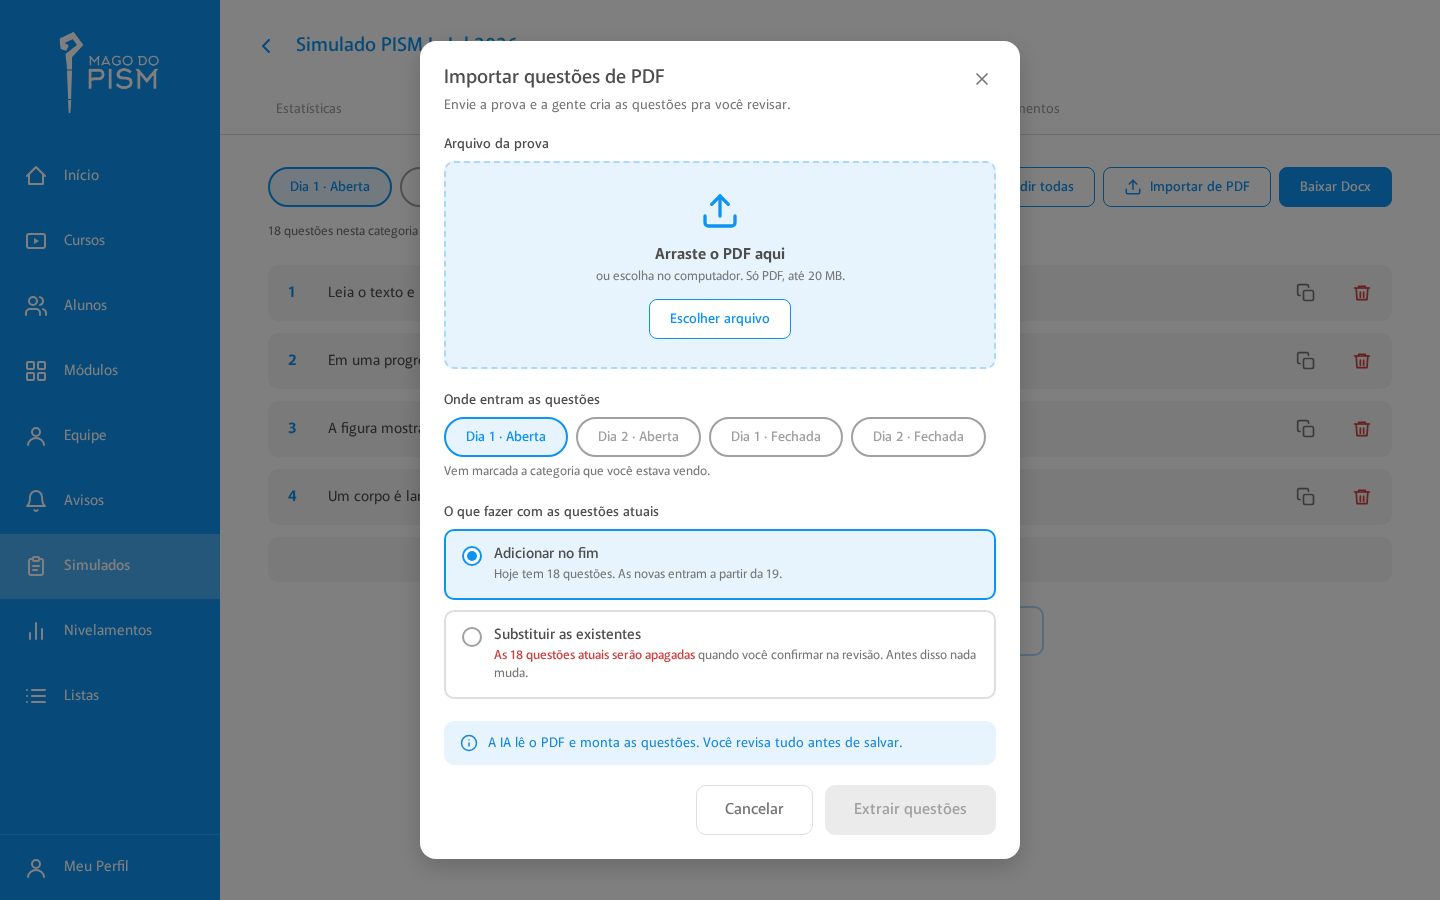 MAGO DO
PISM
Início
Cursos
Alunos
Módulos
Equipe
Avisos
Simulados
Nivelamentos
Listas
Meu Perfil
Simulado PISM
Estatísticas
Dia 1 · Aberta
Importar de PDF
Baixar Docx
18 questões nesta categoria
1 Leia o texto e
2 Em uma
3 A figura
4 Um corpo é
Importar questões de PDF
Envie a prova e a gente cria as questões pra você revisar.
Arquivo da prova
Arraste o PDF aqui
ou escolha no computador. Só PDF, até 20 MB.
Escolher arquivo
Onde entram as questões
Dia 1 · Aberta
Dia 2 · Aberta
Dia 1 · Fechada
Dia 2 · Fechada
Vem marcada a categoria que você estava vendo.
O que fazer com as questões atuais
Adicionar no fim
Hoje tem 18 questões. As novas entram a partir da 19.
Substituir as existentes
As 18 questões atuais serão apagadas quando você confirmar na revisão. Antes disso nada
muda.
A IA lê o PDF e monta as questões. Você revisa tudo antes de salvar.
Cancelar
Extrair questões